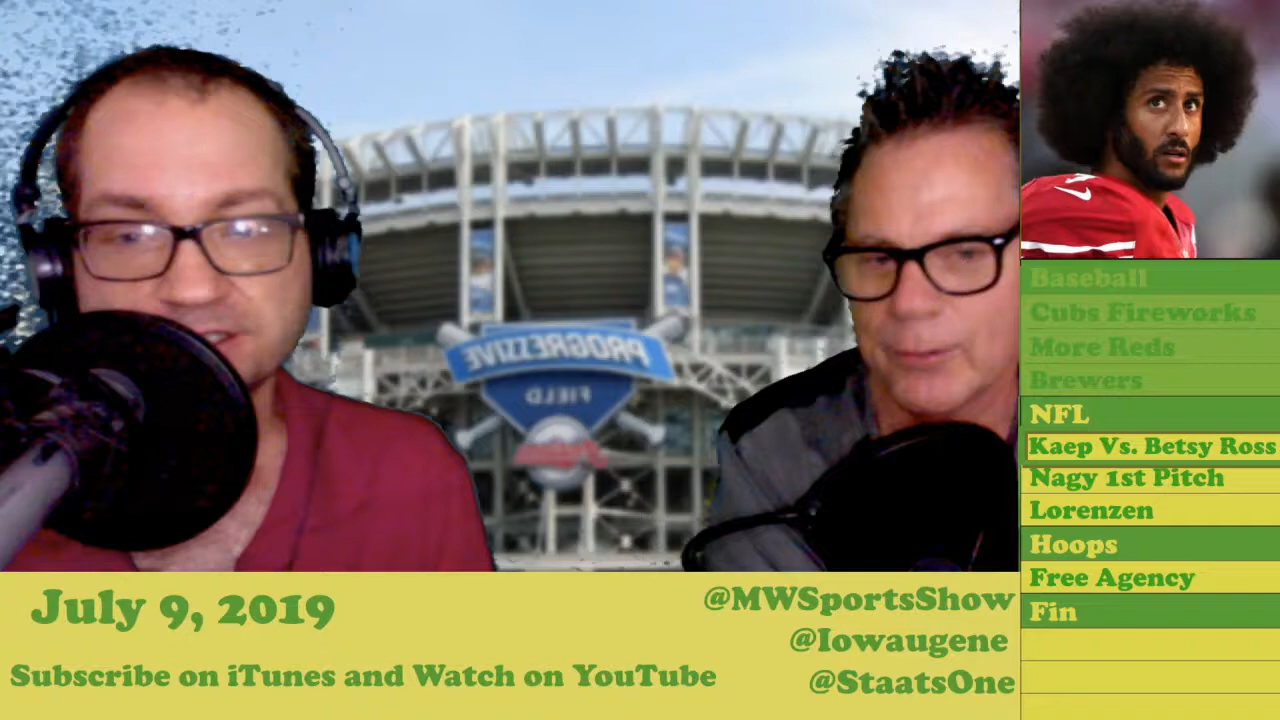 PROGRESSIVE
FIELD
Baseball
Cubs Fireworks
More Reds
Brewers
NFL
Kaep Vs. Betsy Ross
Nagy 1st Pitch
Lorenzen
Hoops
Free Agency
Fin
July 9, 2019
Subscribe on iTunes and Watch on YouTube
@MWSportsShow
@Iowaugene
@StaatsOne